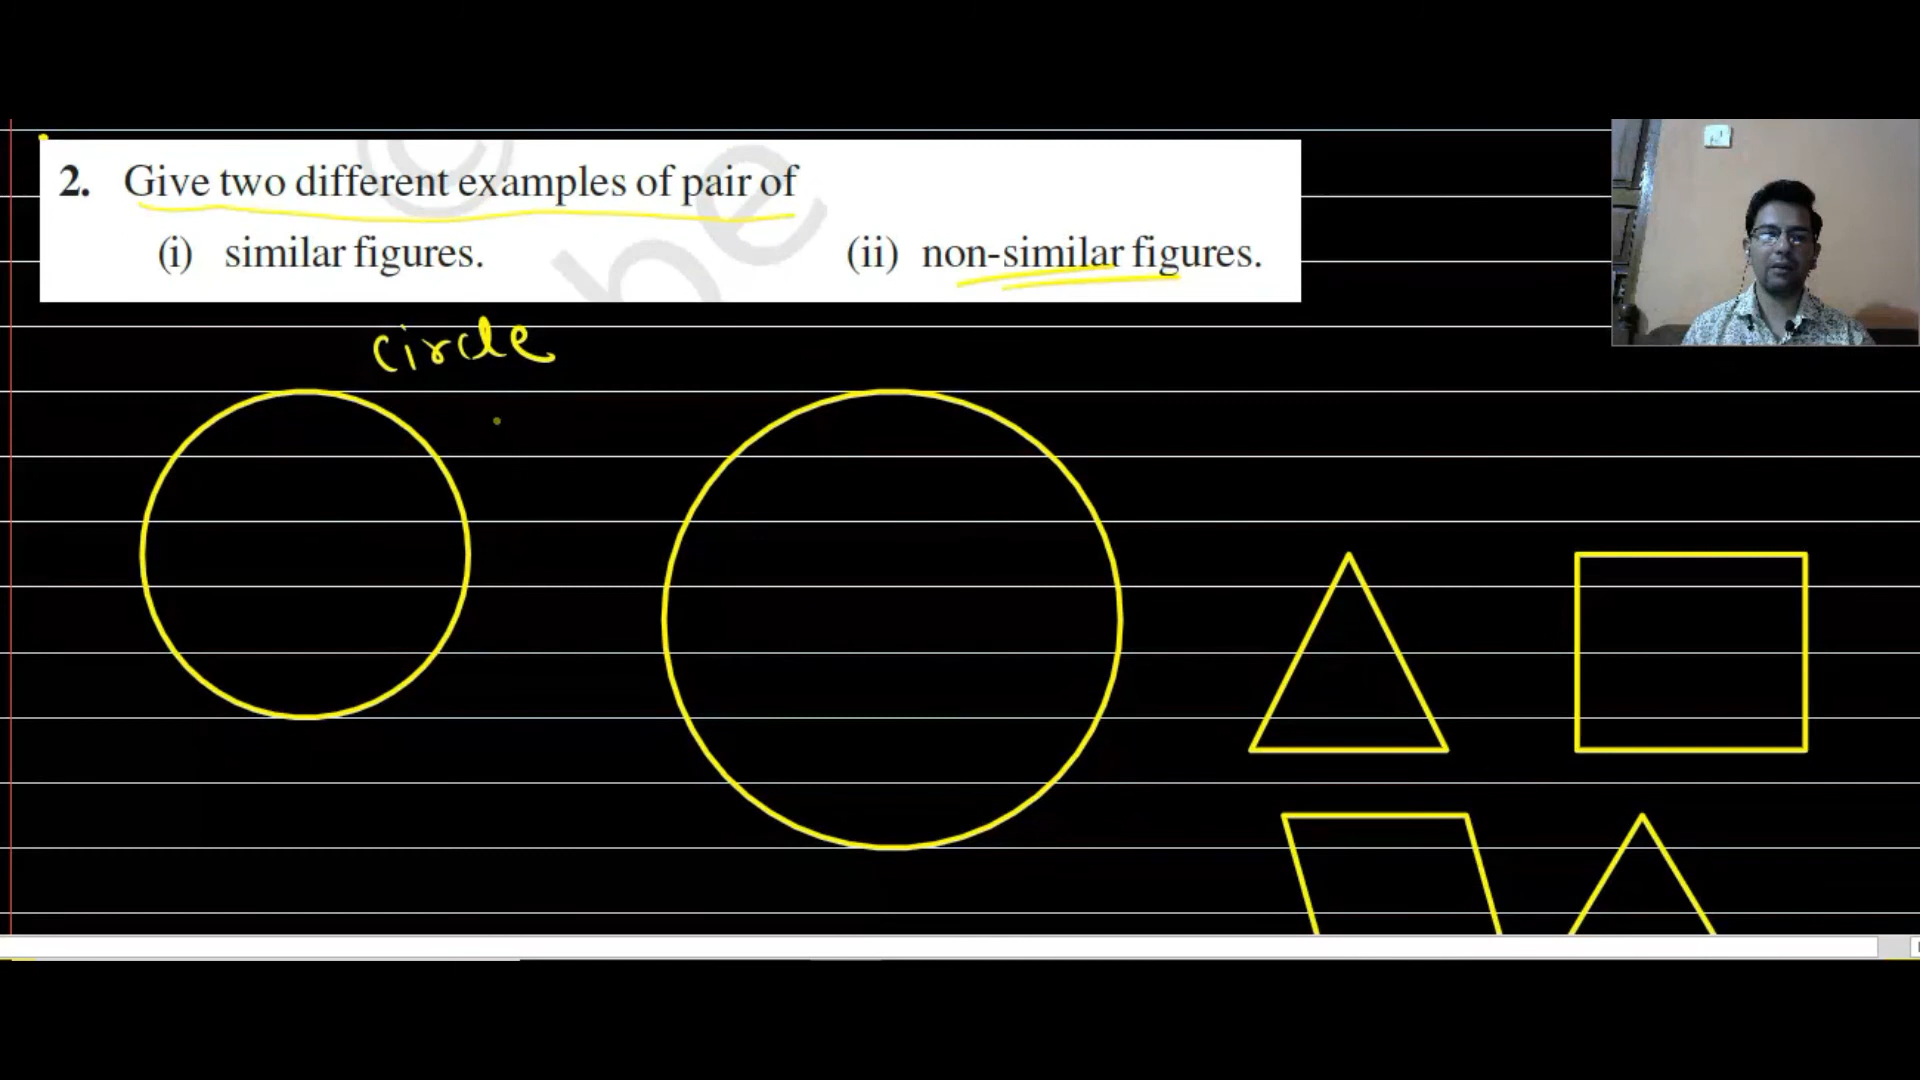 2. Give two different examples of pair of
(i) similar figures. (ii) non-similar figures.
circle